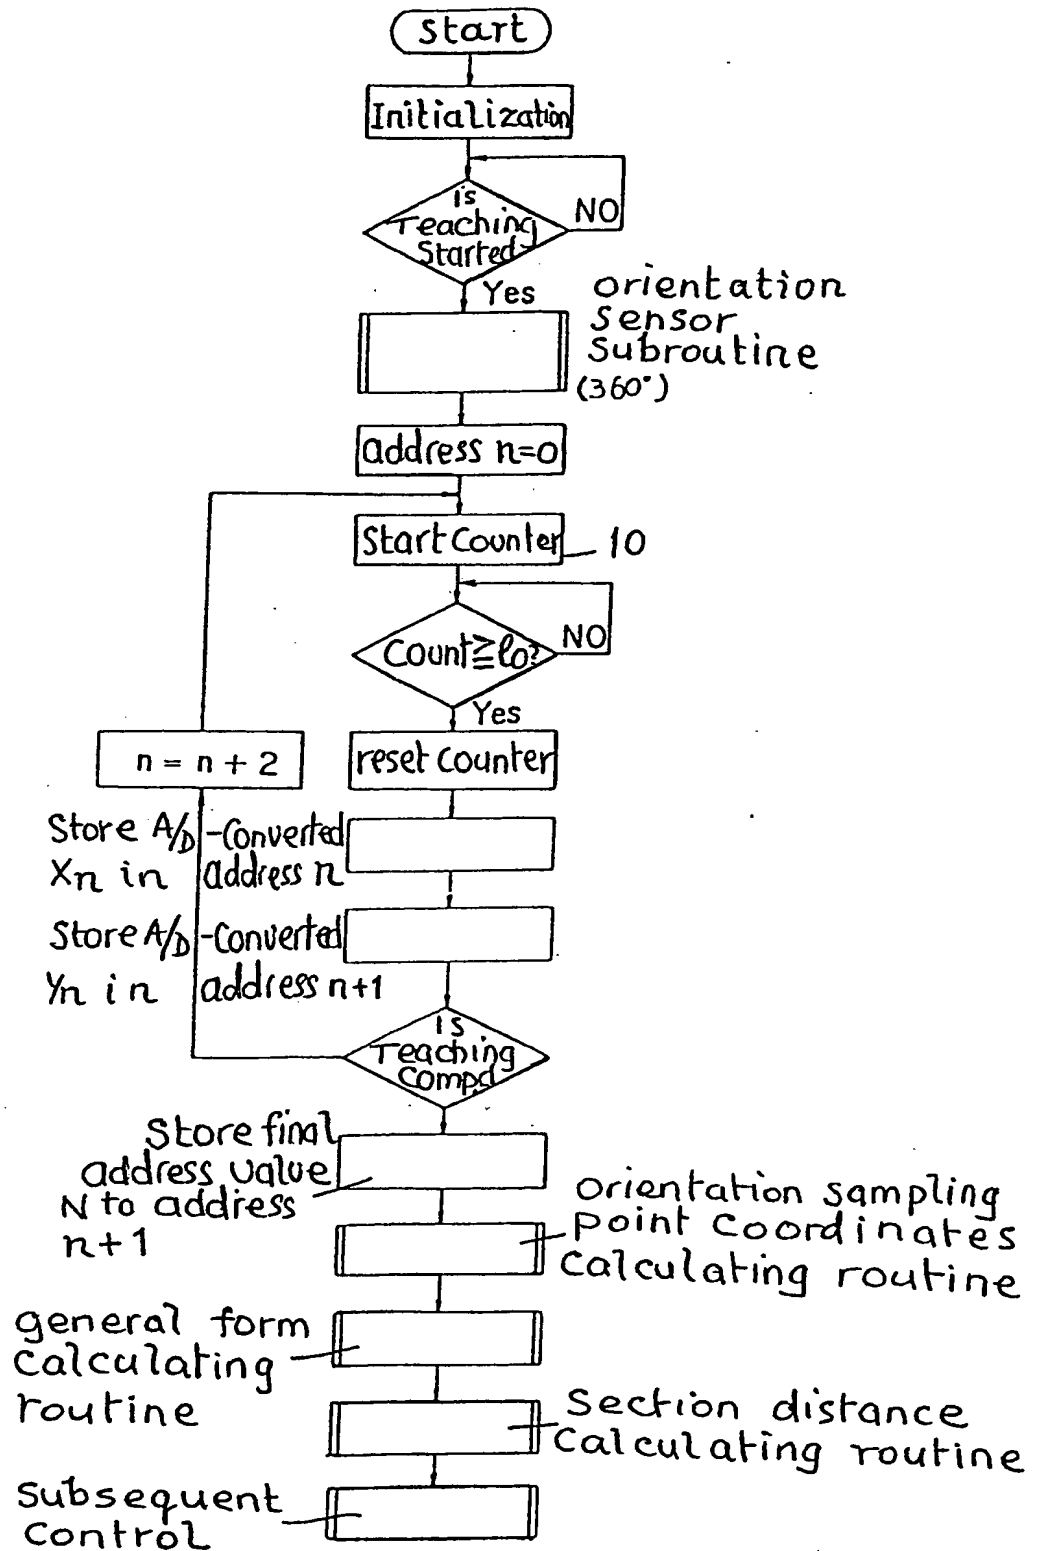 Start
Initialization
is
Teaching
Started
NO
Yes
orientation
Sensor
Subroutine
(360°)
address n=0
Start Counter
10
Count≧lo?
NO
Yes
reset Counter
n = n + 2
Store A/D-Converted
Xn in address n
Store A/D-Converted
Yn in address n+1
is
Teaching
Compd
Store final
address value
N to address
n+1
orientation sampling
point Coordinates
Calculating routine
general form
Calculating
routine
Section distance
Calculating routine
Subsequent
Control